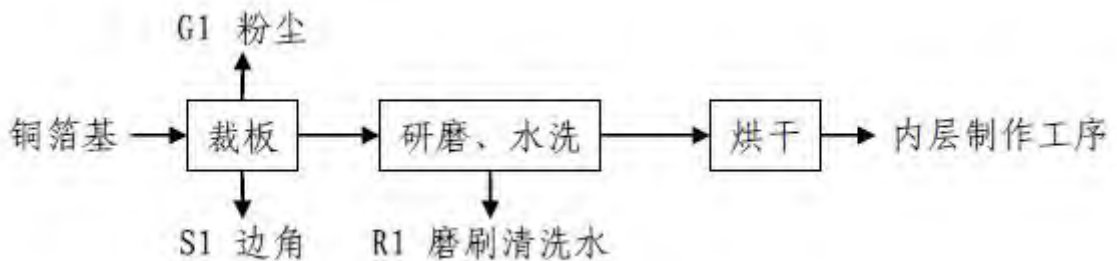 G1 粉尘
铜箔基
裁板
研磨、水洗
烘干
内层制作工序
S1 边角
R1 磨刷清洗水